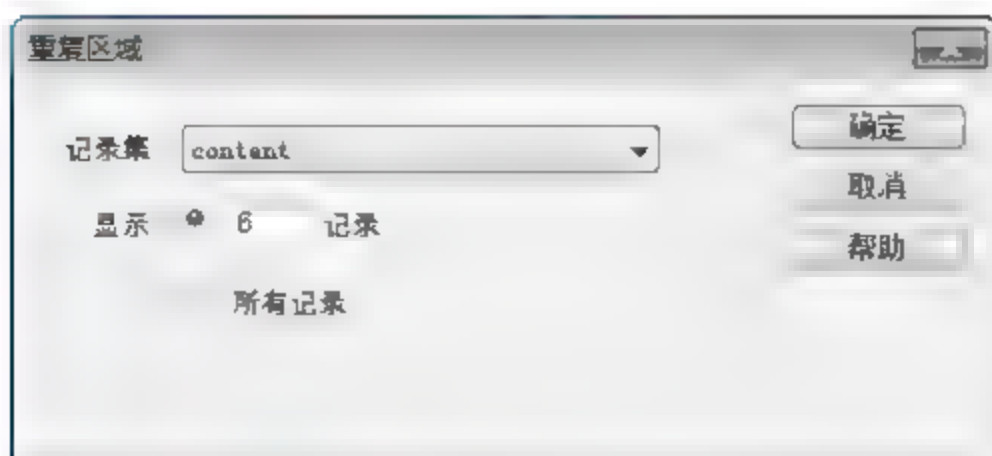 重复区域
记录集 content
显示 6 记录
所有记录
确定
取消
帮助